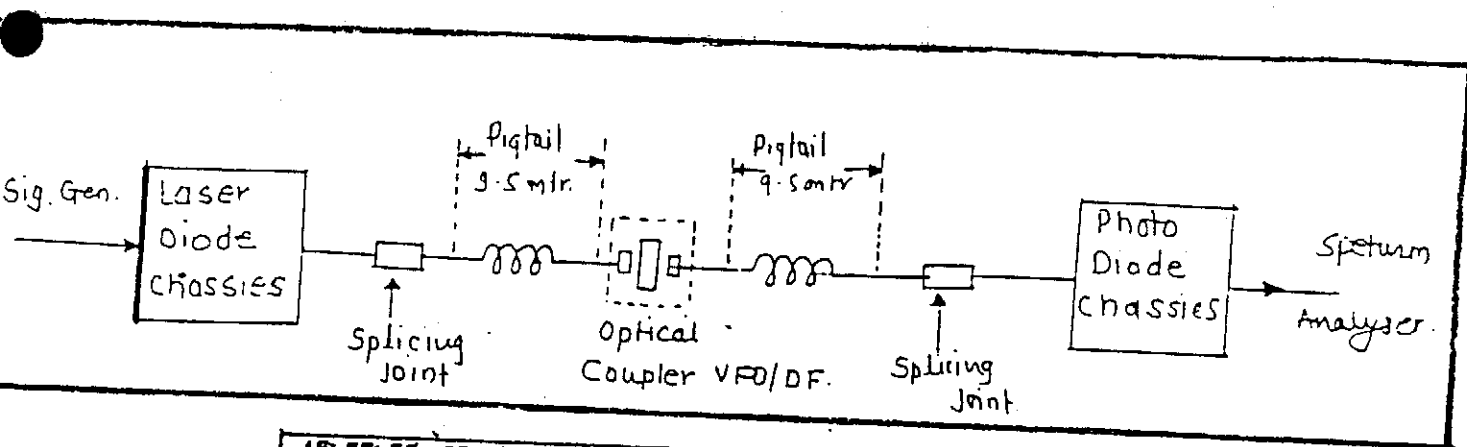 Sig. Gen.
Laser
Diode
Chassies
Splicing
Joint
Pigtail
9.5 mtr.
Optical
Coupler VFO/DF.
Pigtail
9.5 mtr
Splicing
Joint
Photo
Diode
Chassies
Speturm
Analyser.